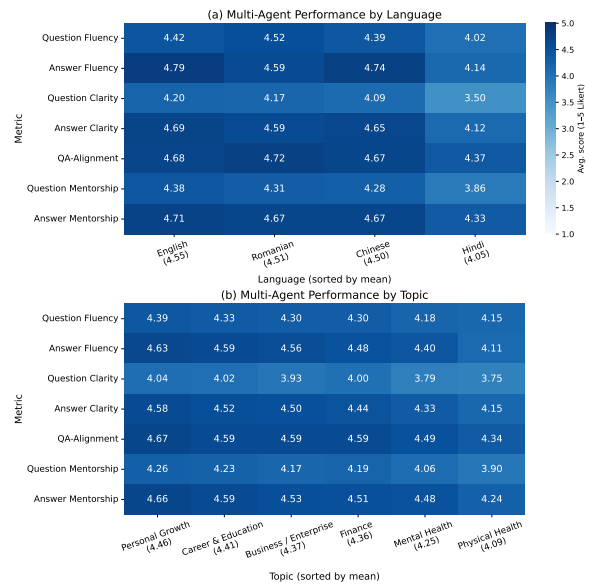 (a) Multi-Agent Performance by Language
Metric
Question Fluency 4.42 4.52 4.39 4.02
Answer Fluency 4.79 4.59 4.74 4.14
Question Clarity 4.20 4.17 4.09 3.50
Answer Clarity 4.69 4.59 4.65 4.12
QA-Alignment 4.68 4.72 4.67 4.37
Question Mentorship 4.38 4.31 4.28 3.86
Answer Mentorship 4.71 4.67 4.67 4.33
English (4.55)
Romanian (4.51)
Chinese (4.50)
Hindi (4.05)
Language (sorted by mean)
5.0
4.5
4.0
3.5
3.0
2.5
2.0
1.5
1.0
Avg. score (1–5 Likert)
(b) Multi-Agent Performance by Topic
Metric
Question Fluency 4.39 4.33 4.30 4.30 4.18 4.15
Answer Fluency 4.63 4.59 4.56 4.48 4.40 4.11
Question Clarity 4.04 4.02 3.93 4.00 3.79 3.75
Answer Clarity 4.58 4.52 4.50 4.44 4.33 4.15
QA-Alignment 4.67 4.59 4.59 4.59 4.49 4.34
Question Mentorship 4.26 4.23 4.17 4.19 4.06 3.90
Answer Mentorship 4.66 4.59 4.53 4.51 4.48 4.24
Personal Growth (4.46)
Career & Education (4.41)
Business / Enterprise (4.37)
Finance (4.36)
Mental Health (4.25)
Physical Health (4.09)
Topic (sorted by mean)